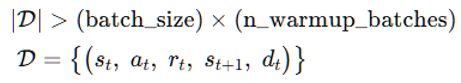 |𝒟| > (batch_size) × (n_warmup_batches)
𝒟 = {(s_t, a_t, r_t, s_{t+1}, d_t)}